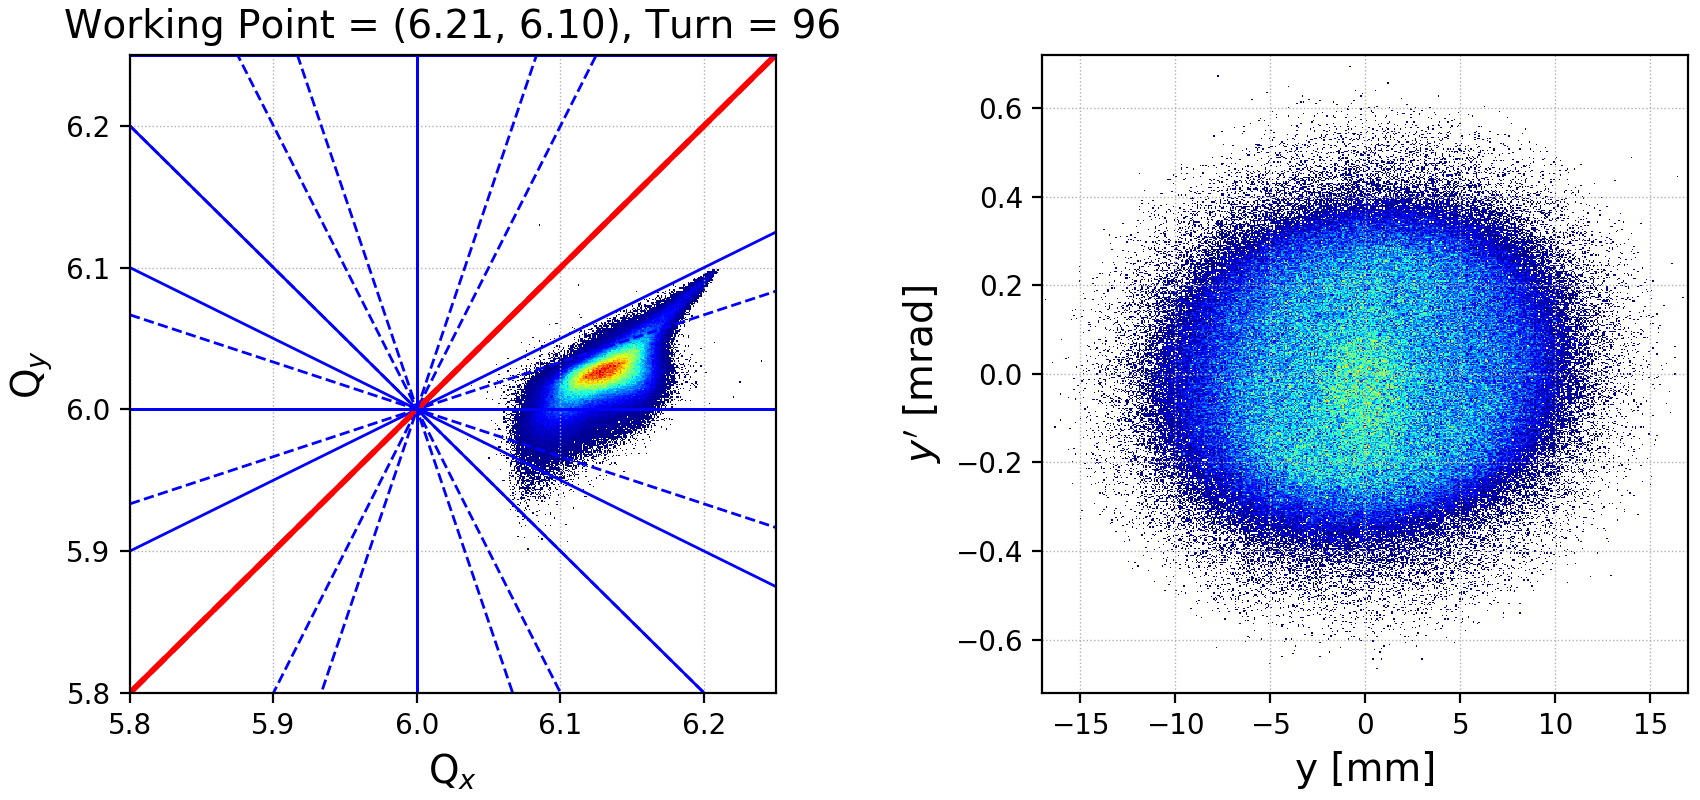 Working Point = (6.21, 6.10), Turn = 96
Q_y
6.2
6.1
6.0
5.9
5.8
5.8 5.9 6.0 6.1 6.2
Q_x
y′ [mrad]
0.6
0.4
0.2
0.0
−0.2
−0.4
−0.6
−15 −10 −5 0 5 10 15
y [mm]